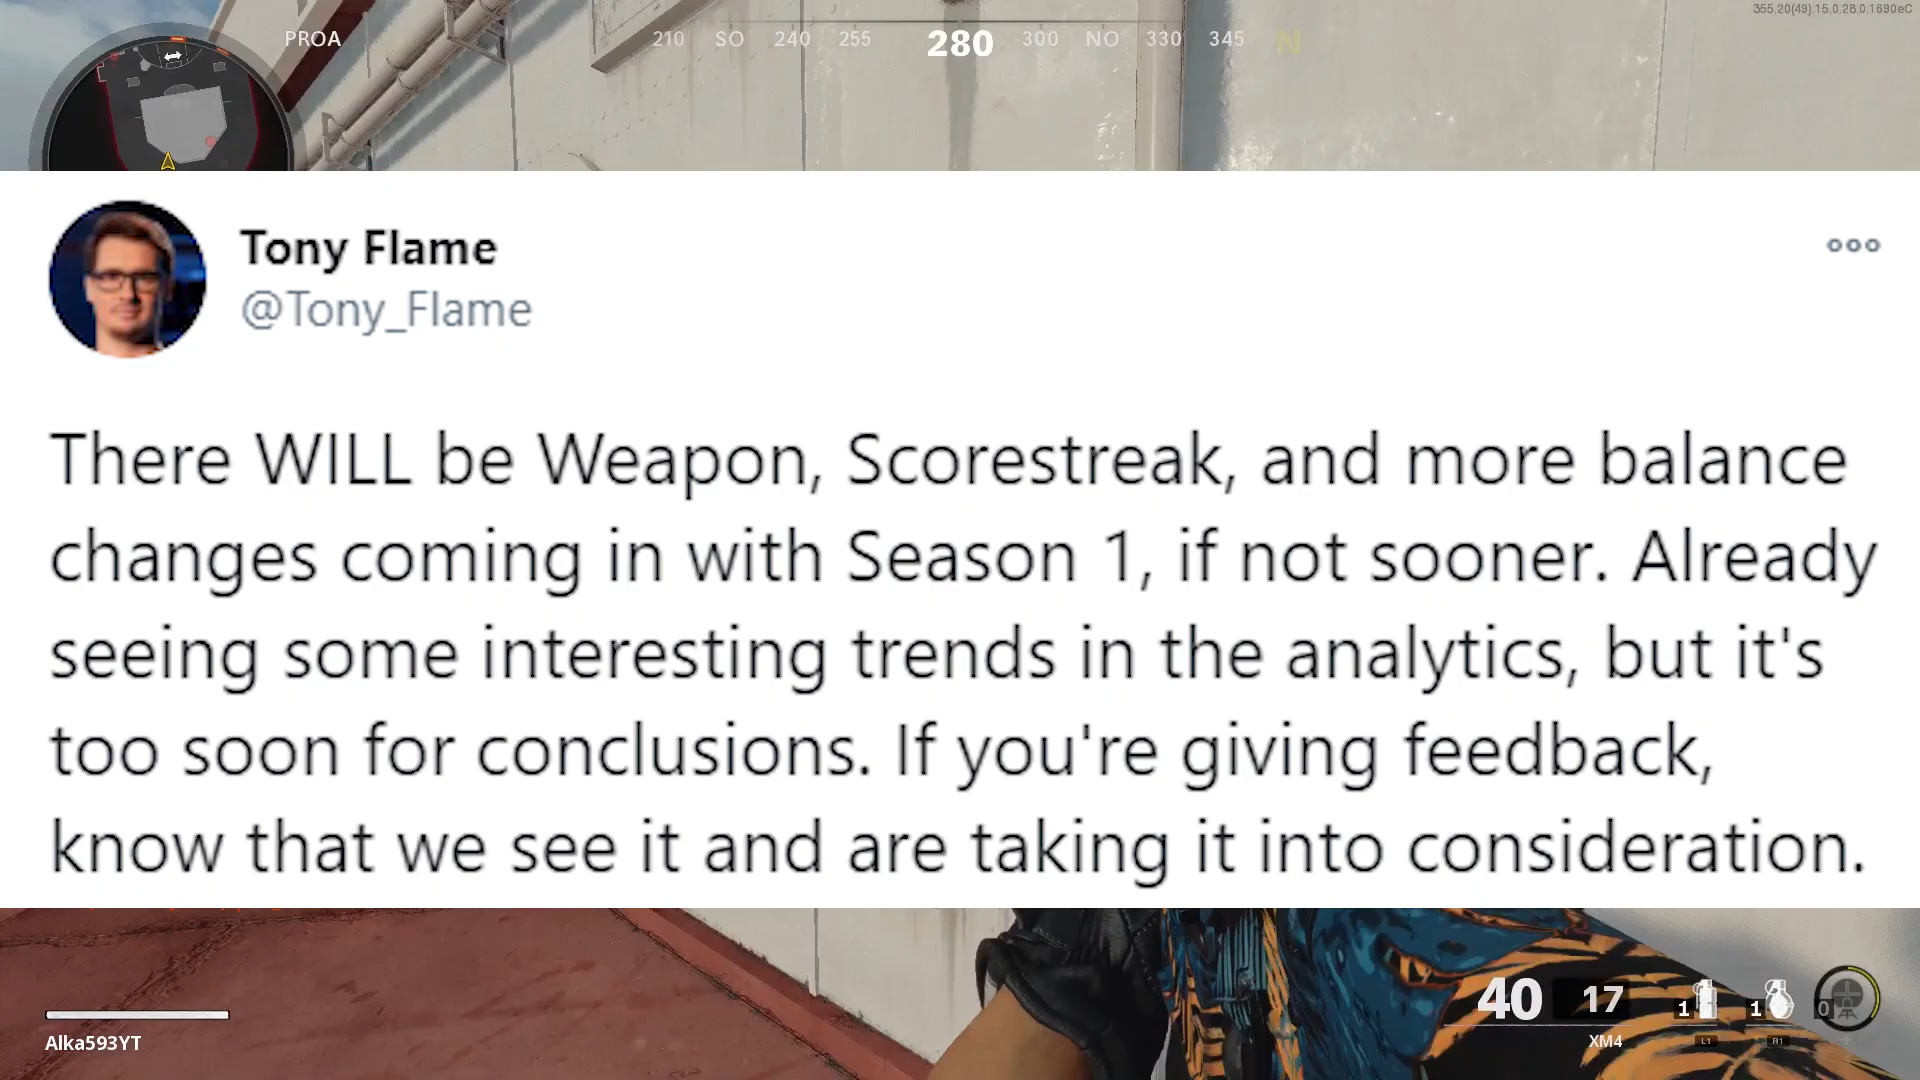 355.20(49).15.0.28.0.1690eC
PROA
210 SO 240 255 280 300 NO 330 345 N
Tony Flame
@Tony_Flame
There WILL be Weapon, Scorestreak, and more balance
changes coming in with Season 1, if not sooner. Already
seeing some interesting trends in the analytics, but it's
too soon for conclusions. If you're giving feedback,
know that we see it and are taking it into consideration.
40 17
1 1 0
XM4 L1 R1
Alka593YT